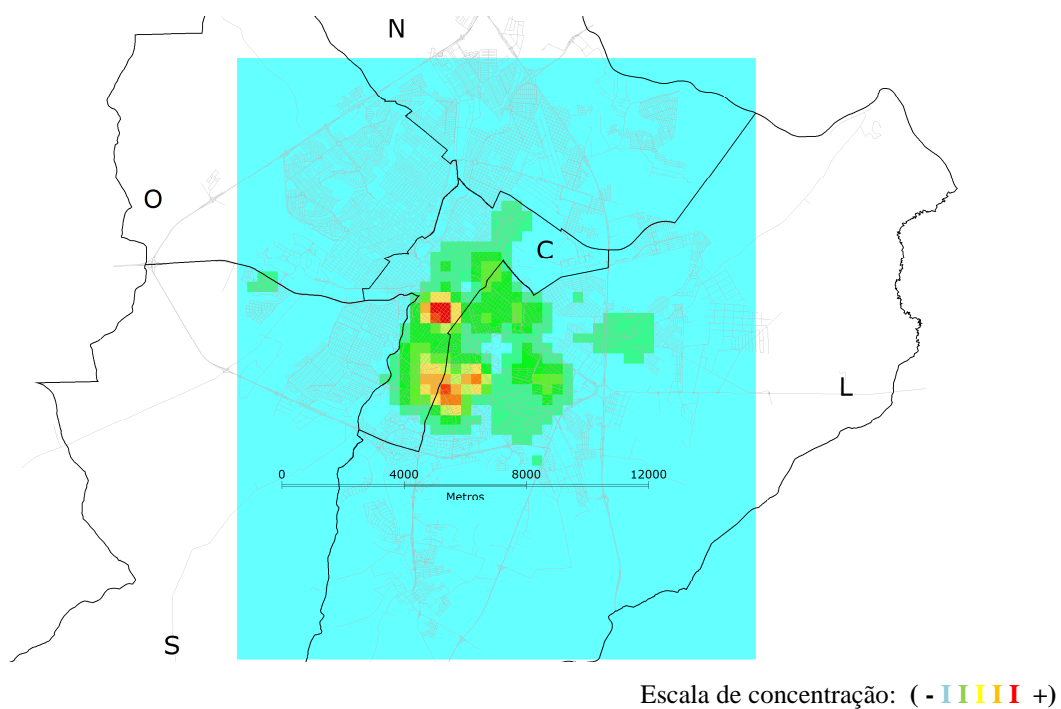 N
O
C
L
0 4000 8000 12000
Metros
S
Escala de concentração: ( - I I I I I +)